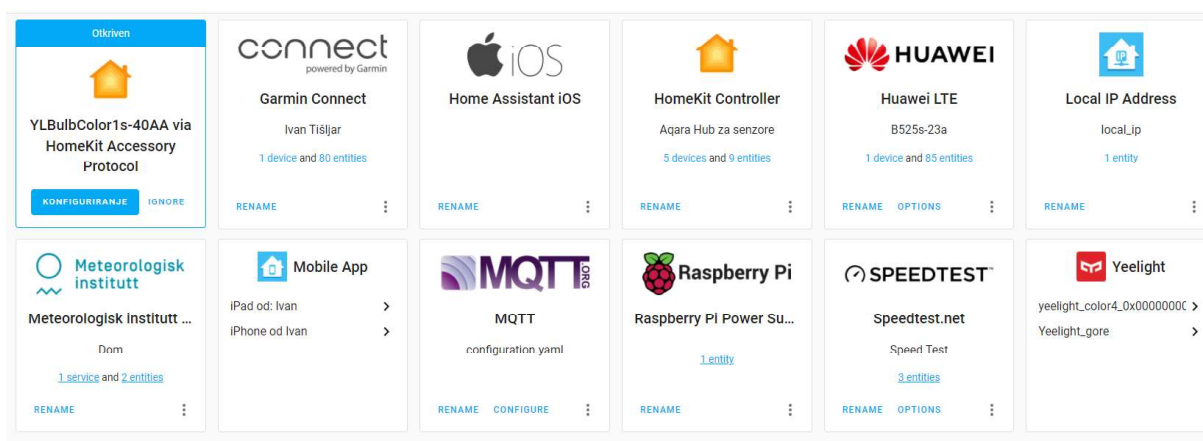 Otkriven
YLBulbColor1s-40AA via
HomeKit Accessory
Protocol
KONFIGURIRANJE IGNORE
connect
powered by Garmin
Garmin Connect
Ivan Tišljar
1 device and 80 entities
RENAME
iOS
Home Assistant iOS
RENAME
HomeKit Controller
Aqara Hub za senzore
5 devices and 9 entities
RENAME
HUAWEI
Huawei LTE
B525s-23a
1 device and 85 entities
RENAME OPTIONS
IP
Local IP Address
local_ip
1 entity
RENAME
Meteorologisk
institutt
Meteorologisk institutt ...
Dom
1 service and 2 entities
RENAME
Mobile App
iPad od: Ivan
iPhone od Ivan
MQTT.ORG
MQTT
configuration.yaml
RENAME CONFIGURE
Raspberry Pi
Raspberry Pi Power Su...
1 entity
RENAME
SPEEDTEST
Speedtest.net
Speed Test
3 entities
RENAME OPTIONS
Yeelight
yeelight_color4_0x0000000
Yeelight_gore